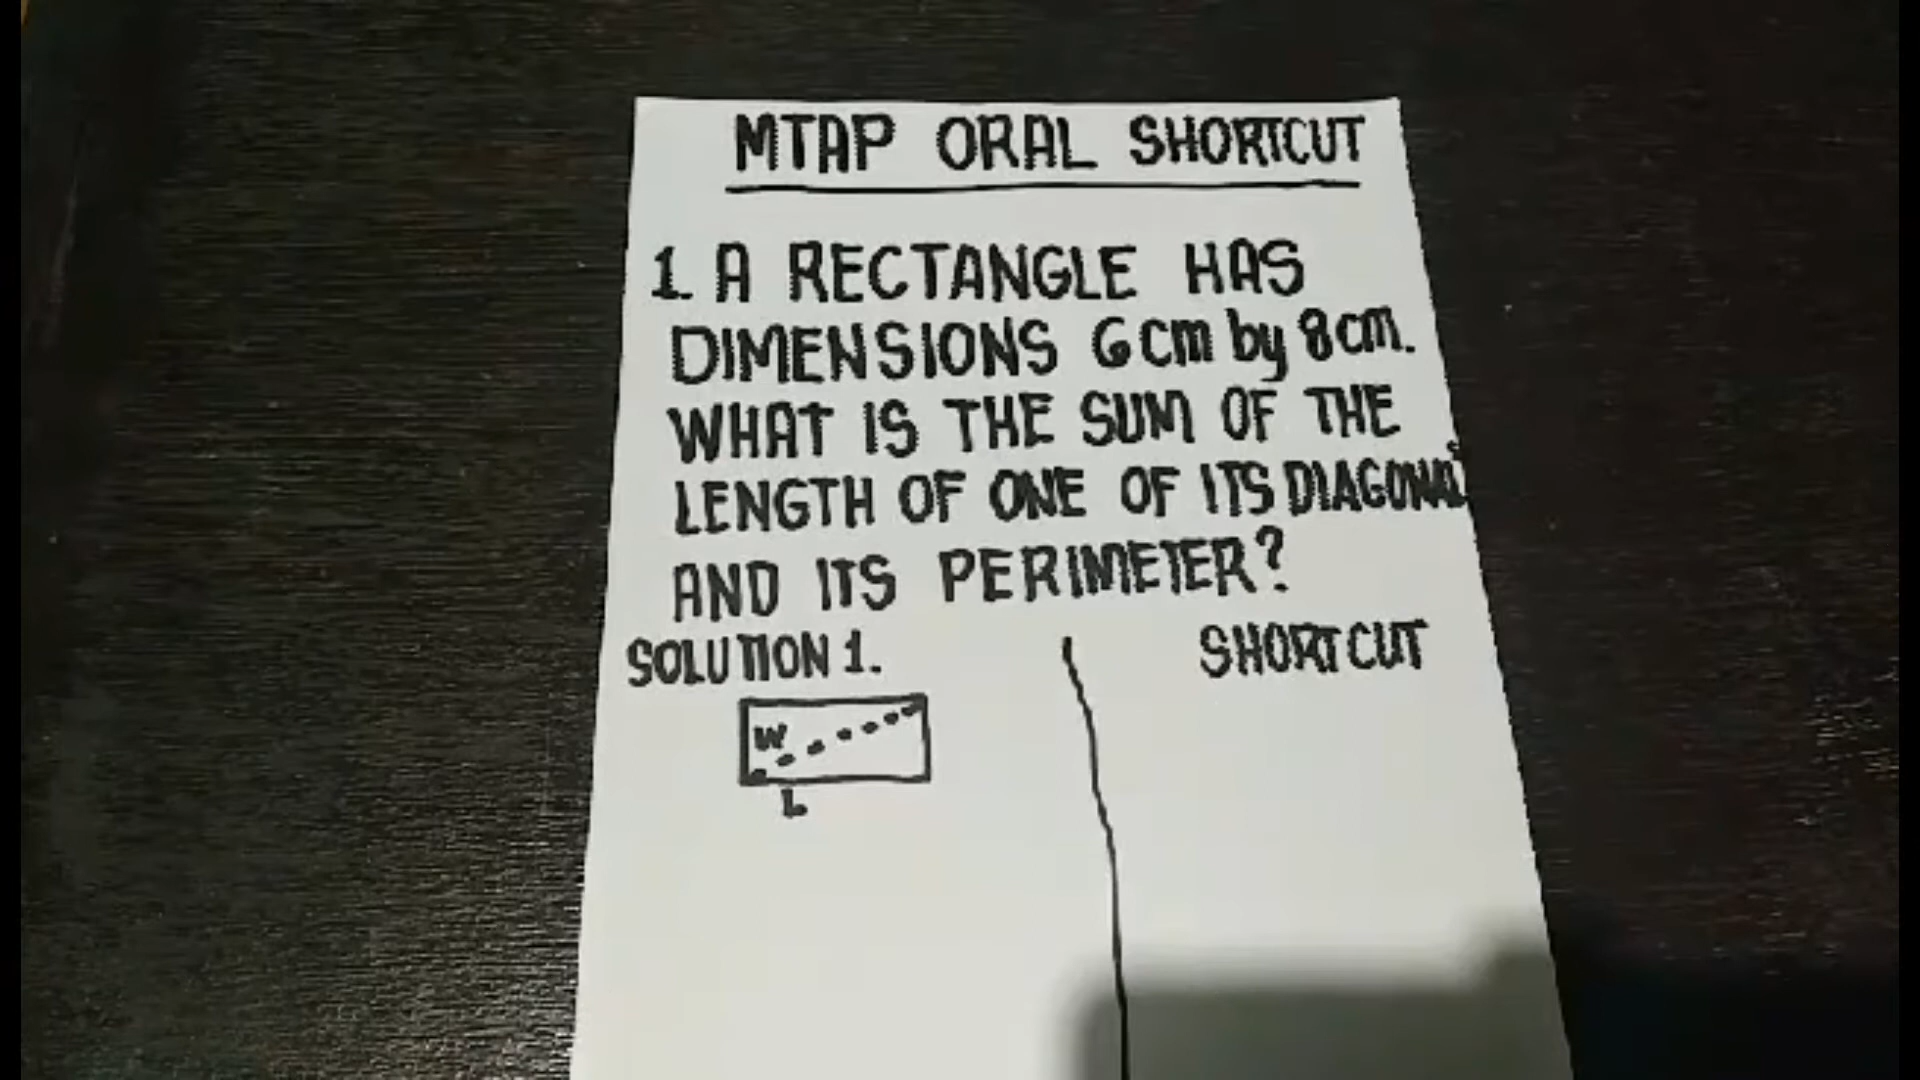 MTAP ORAL SHORTCUT
1. A RECTANGLE HAS
DIMENSIONS 6cm by 8cm.
WHAT IS THE SUM OF THE
LENGTH OF ONE OF ITS DIAGONALS
AND ITS PERIMETER?
SOLUTION 1.
SHORTCUT
W
L